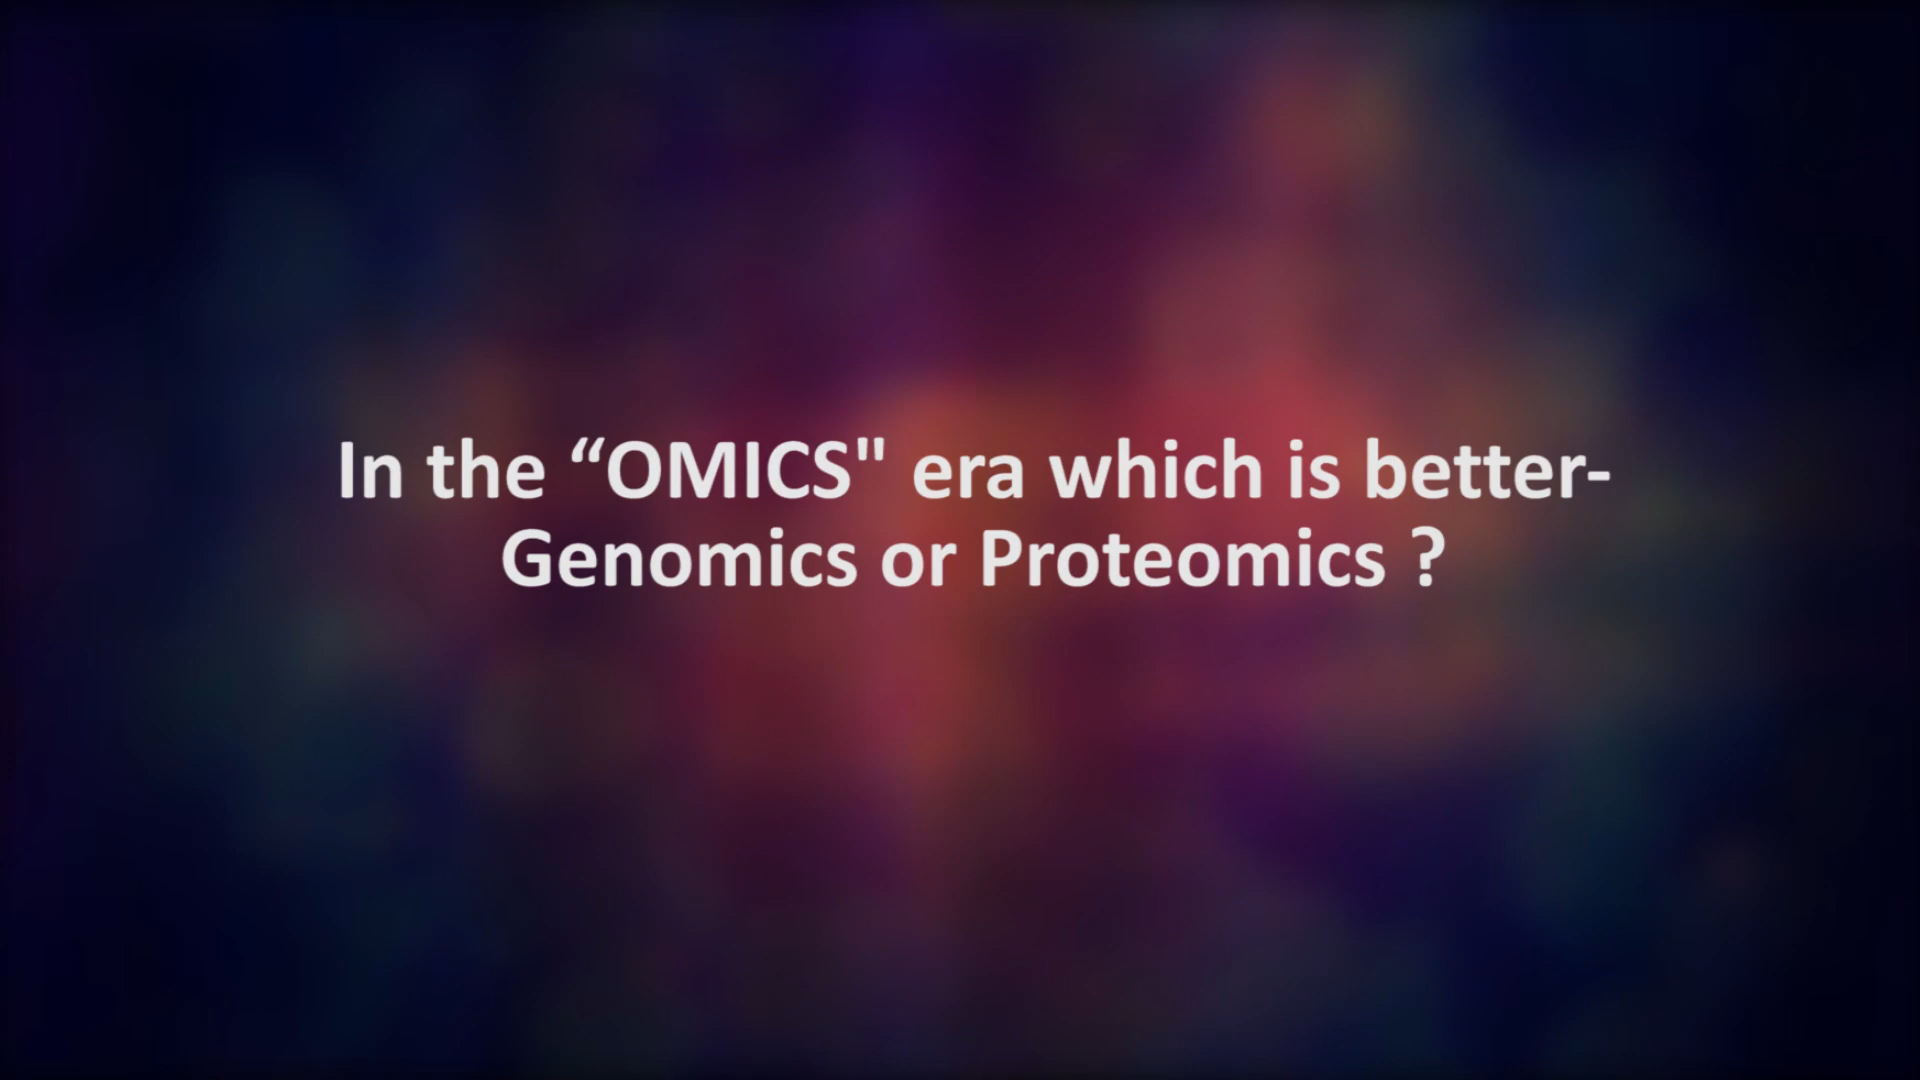 In the “OMICS" era which is better-
Genomics or Proteomics ?